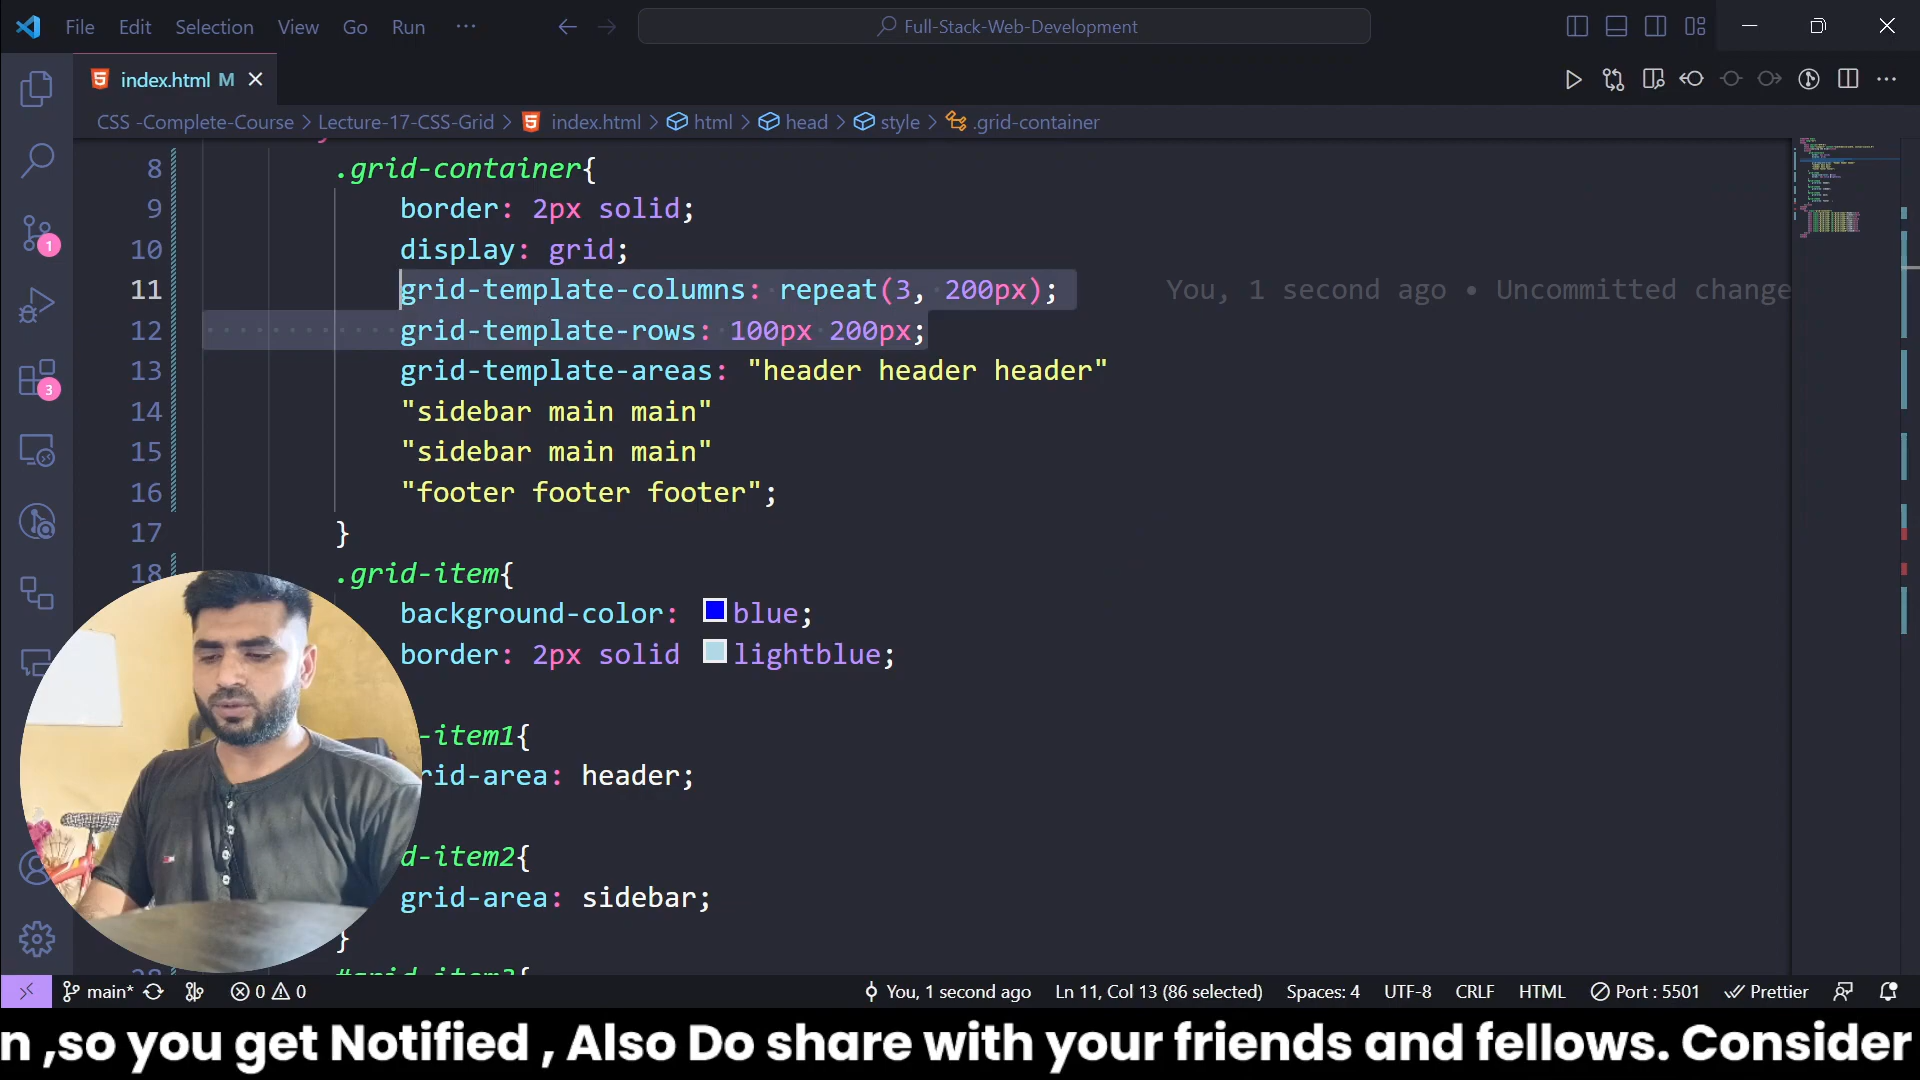 File Edit Selection View Go Run ··· Full-Stack-Web-Development
index.html M
CSS -Complete-Course > Lecture-17-CSS-Grid > index.html > html > head > style > .grid-container
8 .grid-container{
9 border: 2px solid;
10 display: grid;
11 grid-template-columns: repeat(3, 200px); You, 1 second ago • Uncommitted change
12 grid-template-rows: 100px 200px;
13 grid-template-areas: "header header header"
14 "sidebar main main"
15 "sidebar main main"
16 "footer footer footer";
17 }
18 .grid-item{
background-color: blue;
border: 2px solid lightblue;
-item1{
rid-area: header;
d-item2{
grid-area: sidebar;
}
1
3
main* 0 0 You, 1 second ago Ln 11, Col 13 (86 selected) Spaces: 4 UTF-8 CRLF HTML Port : 5501 Prettier
n ,so you get Notified , Also Do share with your friends and fellows. Consider